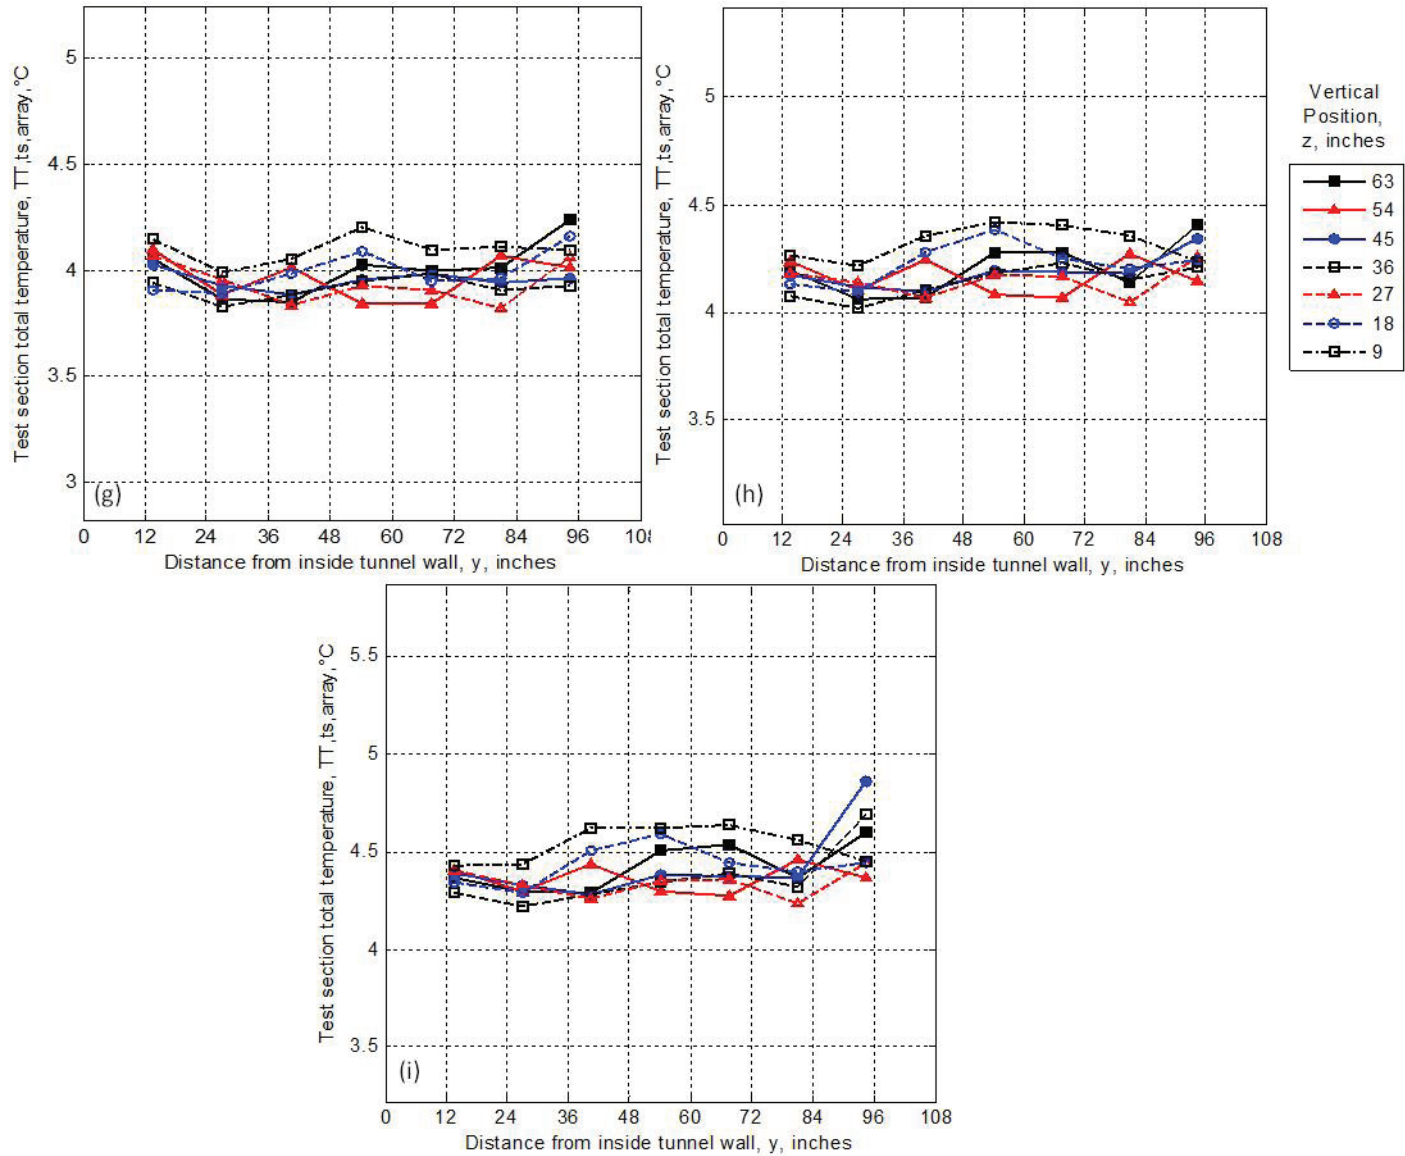 Test section total temperature, TT,ts,array,°C
5
4.5
4
3.5
3
(g)
0 12 24 36 48 60 72 84 96 10
Distance from inside tunnel wall, y, inches
Test section total temperature, TT,ts,array,°C
5
4.5
4
3.5
(h)
0 12 24 36 48 60 72 84 96 108
Distance from inside tunnel wall, y, inches
Vertical
Position,
z, inches
63
54
45
36
27
18
9
Test section total temperature, TT,ts,array,°C
5.5
5
4.5
4
3.5
(i)
0 12 24 36 48 60 72 84 96 108
Distance from inside tunnel wall, y, inches